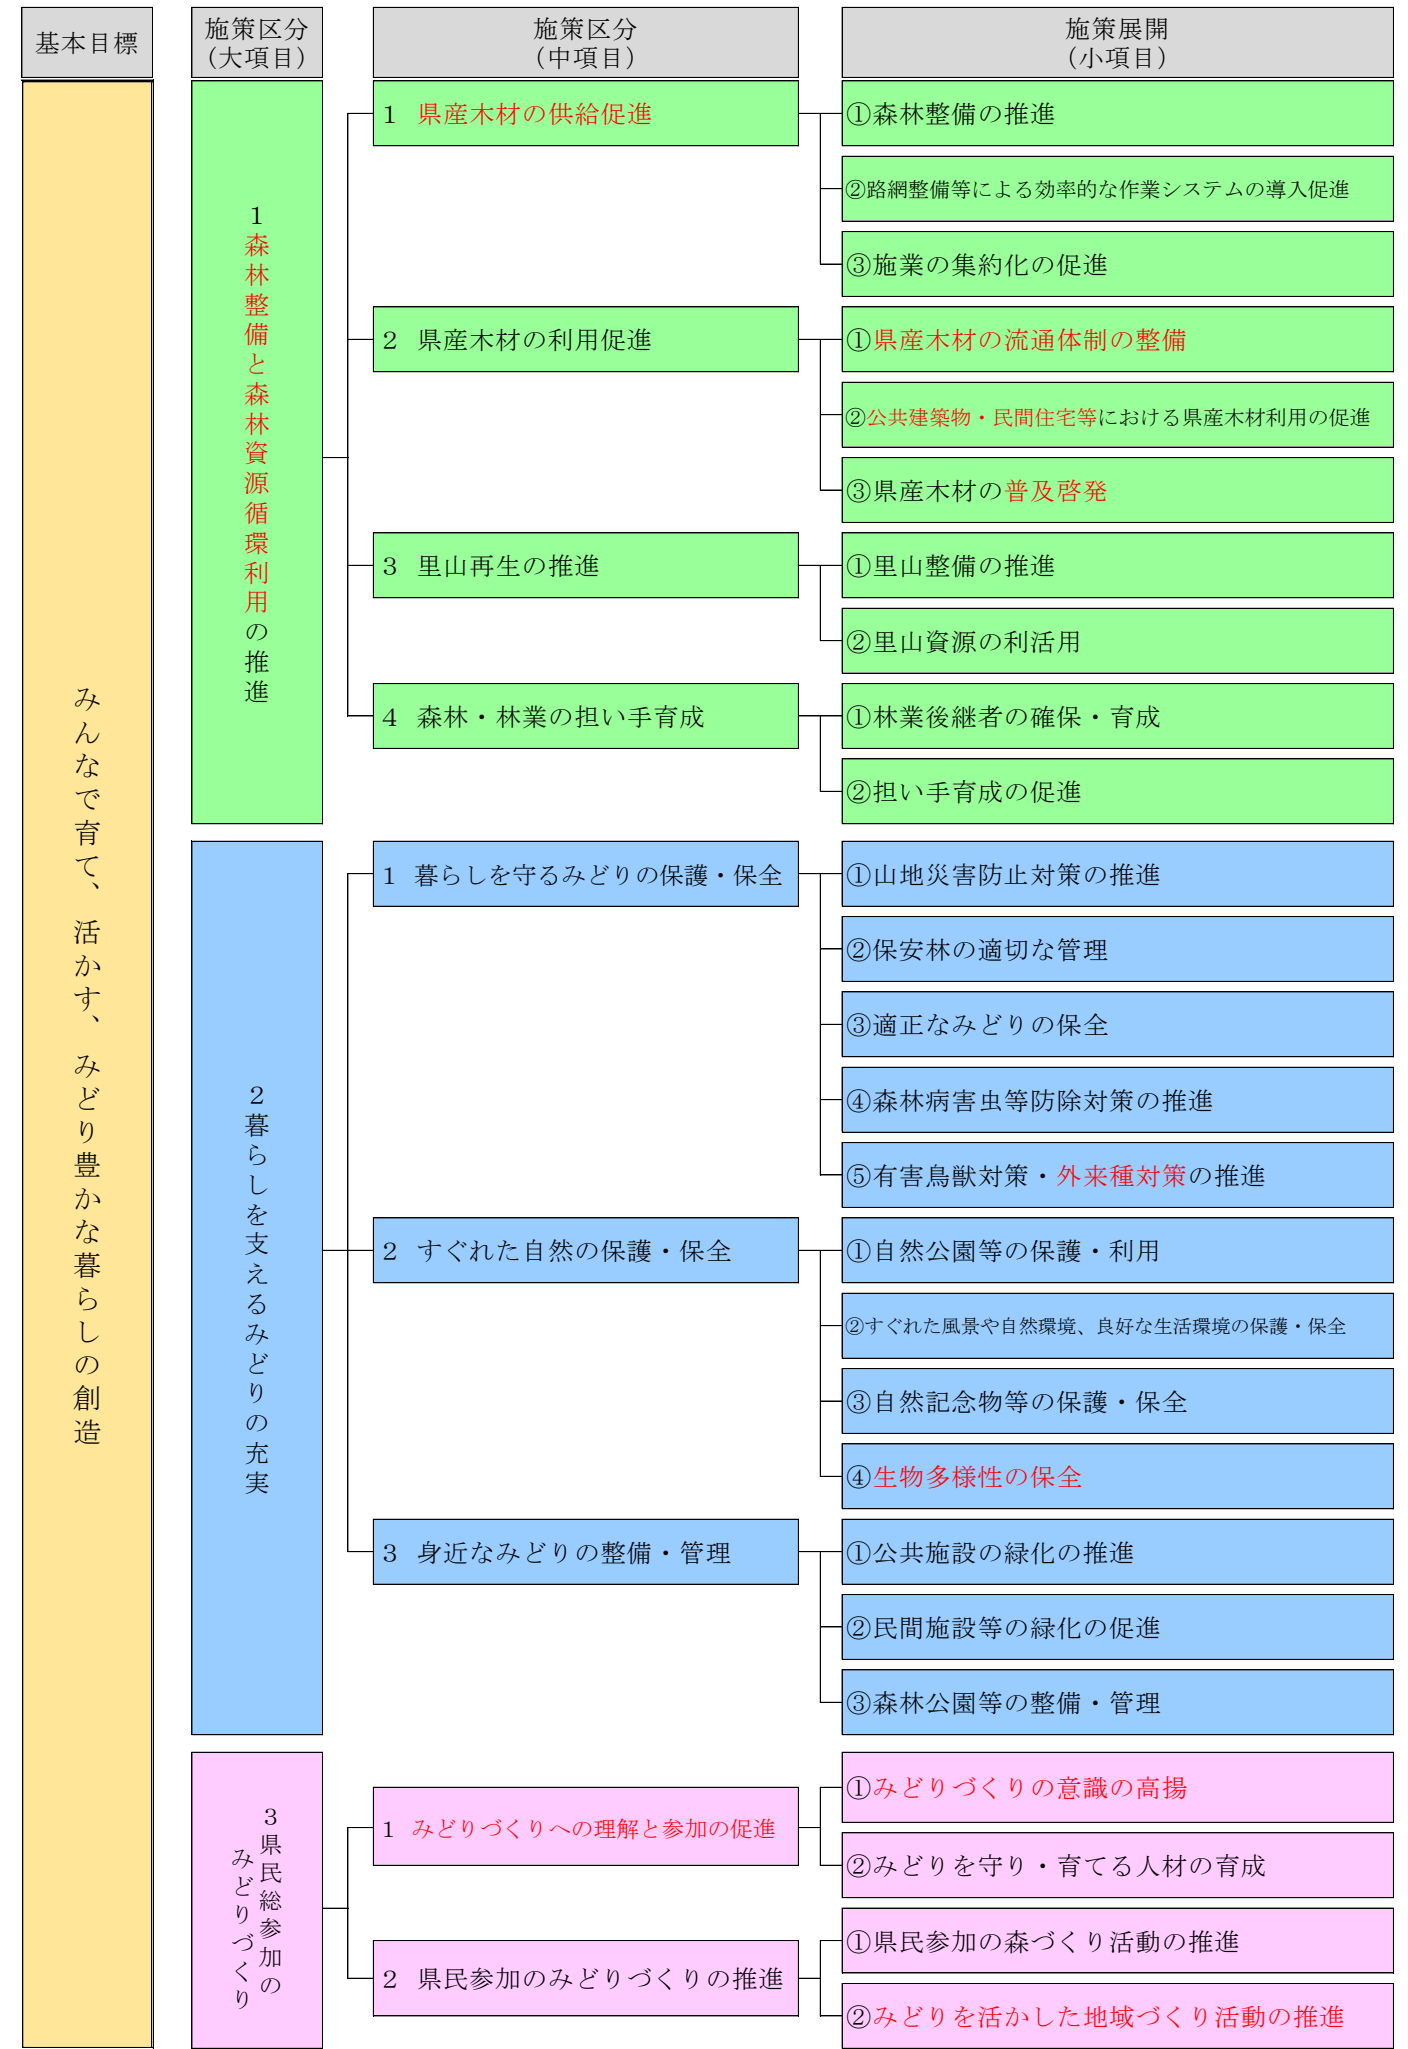 基本目標
施策区分
（大項目）
施策区分
（中項目）
施策展開
（小項目）
みんなで育て、活かす、みどり豊かな暮らしの創造
１森林整備と森林資源循環利用の推進
１ 県産木材の供給促進
①森林整備の推進
②路網整備等による効率的な作業システムの導入促進
③施業の集約化の促進
２ 県産木材の利用促進
①県産木材の流通体制の整備
②公共建築物・民間住宅等における県産木材利用の促進
③県産木材の普及啓発
３ 里山再生の推進
①里山整備の推進
②里山資源の利活用
４ 森林・林業の担い手育成
①林業後継者の確保・育成
②担い手育成の促進
２暮らしを支えるみどりの充実
１ 暮らしを守るみどりの保護・保全
①山地災害防止対策の推進
②保安林の適切な管理
③適正なみどりの保全
④森林病害虫等防除対策の推進
⑤有害鳥獣対策・外来種対策の推進
２ すぐれた自然の保護・保全
①自然公園等の保護・利用
②すぐれた風景や自然環境、良好な生活環境の保護・保全
③自然記念物等の保護・保全
④生物多様性の保全
３ 身近なみどりの整備・管理
①公共施設の緑化の推進
②民間施設等の緑化の促進
③森林公園等の整備・管理
３県民総参加の
みどりづくり
１ みどりづくりへの理解と参加の促進
①みどりづくりの意識の高揚
②みどりを守り・育てる人材の育成
２ 県民参加のみどりづくりの推進
①県民参加の森づくり活動の推進
②みどりを活かした地域づくり活動の推進